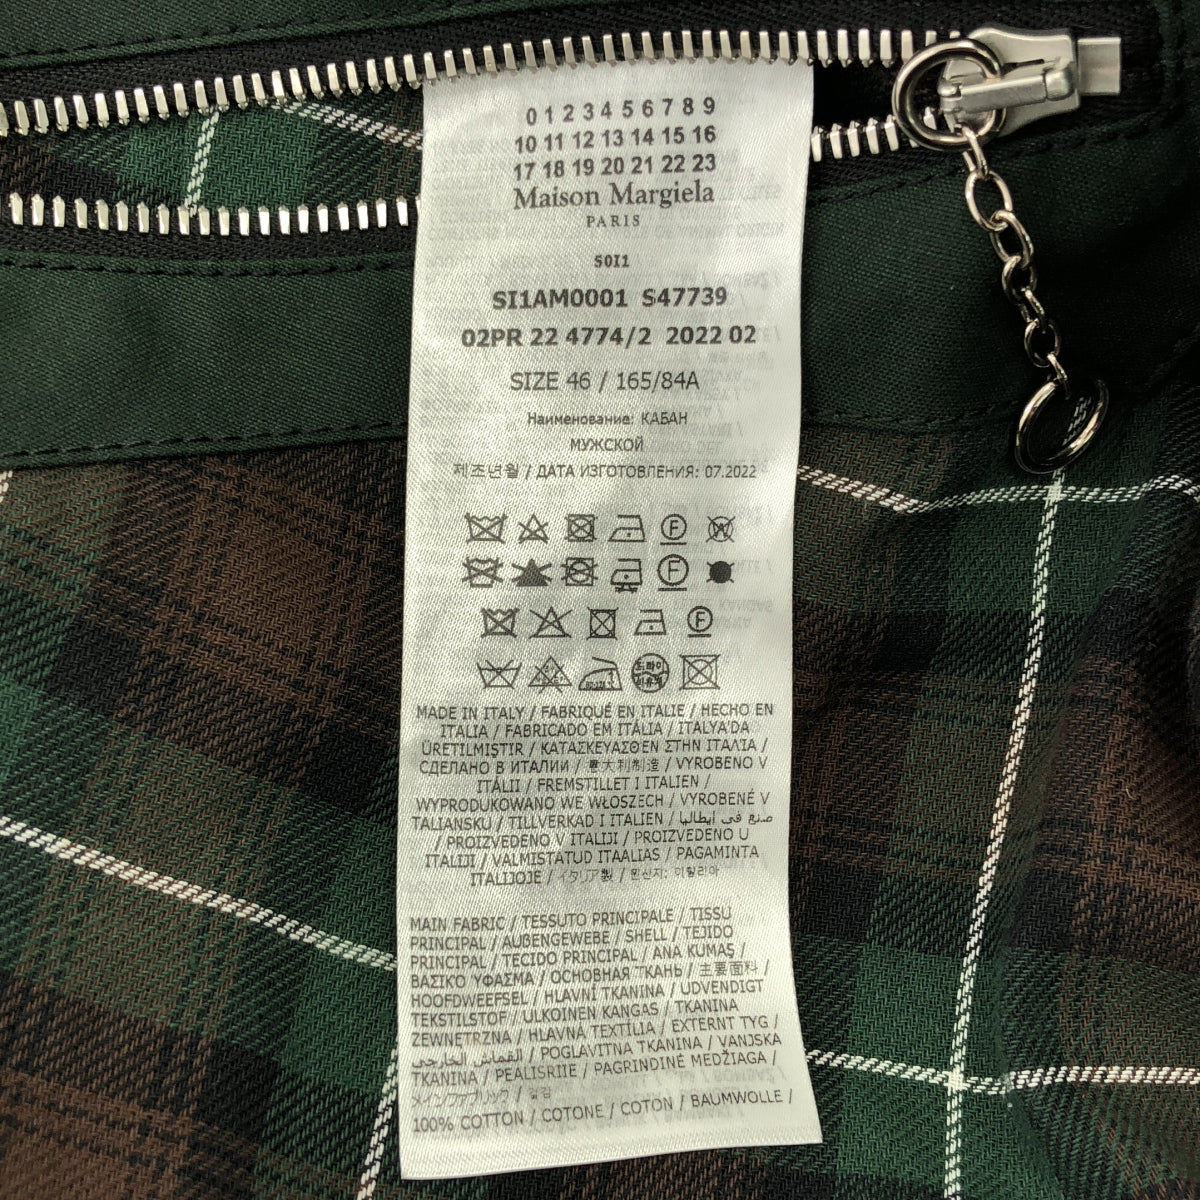 0 1 2 3 4 5 6 7 8 9
10 11 12 13 14 15 16
17 18 19 20 21 22 23
Maison Margiela
PARIS
S0I1
SI1AM0001 S47739
02PR 22 4774/2 2022 02
SIZE 46 / 165/84A
Наименование: КАБАН
МУЖСКОЙ
제조년월 / ДАТА ИЗГОТОВЛЕНИЯ: 07.2022
F W
F
F
드라이
MADE IN ITALY / FABRIQUÉ EN ITALIE / HECHO EN
ITALIA / FABRICADO EM ITÁLIA / ITALYA'DA
ÜRETILMISTIR / ΚΑΤΑΣΚΕΥΑΣΘΕΝ ΣΤΗΝ ΙΤΑΛΙΑ /
СДЕЛАНО В ИТАЛИИ / 意大利制造 / VYROBENO V
ITÁLII / FREMSTILLET I ITALIEN /
WYPRODUKOWANO WE WŁOSZECH / VYROBENÉ V
TALIANSKU / TILLVERKAD I ITALIEN / صنع في ايطاليا
/ PROIZVEDENO V ITALIJI / PROIZVEDENO U
ITALIJI / VALMISTATUD ITAALIAS / PAGAMINTA
ITALIJOJE / イタリア製 / 원산지: 이탈리아
MAIN FABRIC / TESSUTO PRINCIPALE / TISSU
PRINCIPAL / AUßENGEWEBE / SHELL / TEJIDO
PRINCIPAL / TECIDO PRINCIPAL / ANA KUMAŞ /
ΒΑΣΙΚΟ ΥΦΑΣΜΑ / ОСНОВНАЯ ТКАНЬ / 主要面料 /
HOOFDWEEFSEL / HLAVNÍ TKANINA / UDVENDIGT
TEKSTILSTOF / ULKOINEN KANGAS / TKANINA
ZEWNETRZNA / HLAVNA TEXTÍLIA / EXTERNT TYG /
القماش الخارجي / POGLAVITNA TKANINA / VANJSKA
TKANINA / PEALISRIIE / PAGRINDINĖ MEDŽIAGA /
メインファブリック / 겉감
100% COTTON / COTONE / COTON / BAUMWOLLE /